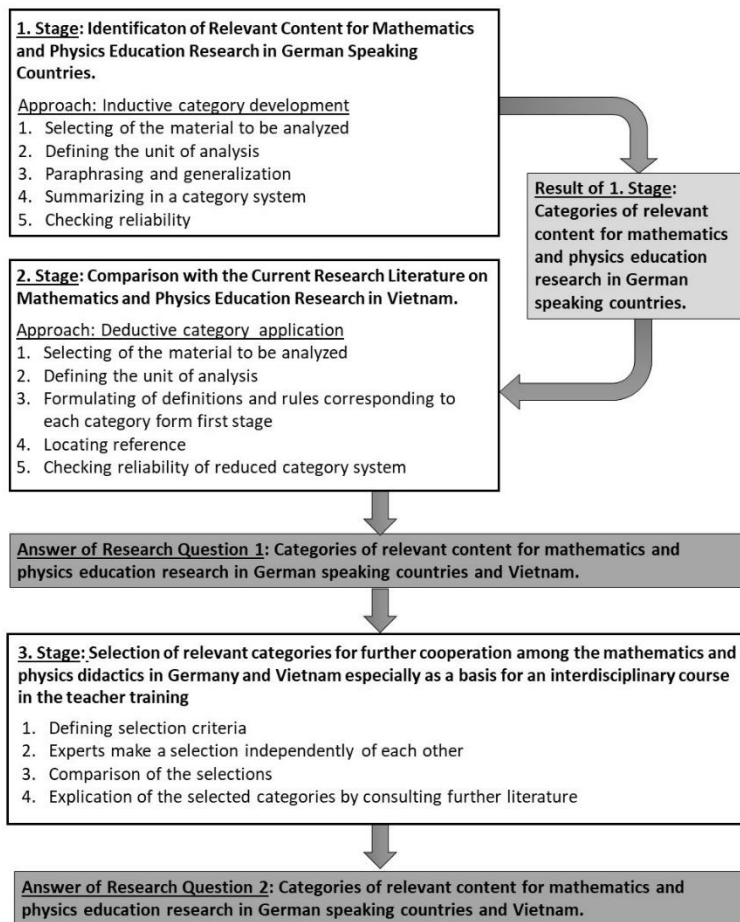 1. Stage: Identificaton of Relevant Content for Mathematics
and Physics Education Research in German Speaking
Countries.
Approach: Inductive category development
1. Selecting of the material to be analyzed
2. Defining the unit of analysis
3. Paraphrasing and generalization
4. Summarizing in a category system
5. Checking reliability
Result of 1. Stage:
Categories of relevant
content for mathematics
and physics education
research in German
speaking countries.
2. Stage: Comparison with the Current Research Literature on
Mathematics and Physics Education Research in Vietnam.
Approach: Deductive category application
1. Selecting of the material to be analyzed
2. Defining the unit of analysis
3. Formulating of definitions and rules corresponding to
each category form first stage
4. Locating reference
5. Checking reliability of reduced category system
Answer of Research Question 1: Categories of relevant content for mathematics and
physics education research in German speaking countries and Vietnam.
3. Stage: Selection of relevant categories for further cooperation among the mathematics and
physics didactics in Germany and Vietnam especially as a basis for an interdisciplinary course
in the teacher training
1. Defining selection criteria
2. Experts make a selection independently of each other
3. Comparison of the selections
4. Explication of the selected categories by consulting further literature
Answer of Research Question 2: Categories of relevant content for mathematics and
physics education research in German speaking countries and Vietnam.